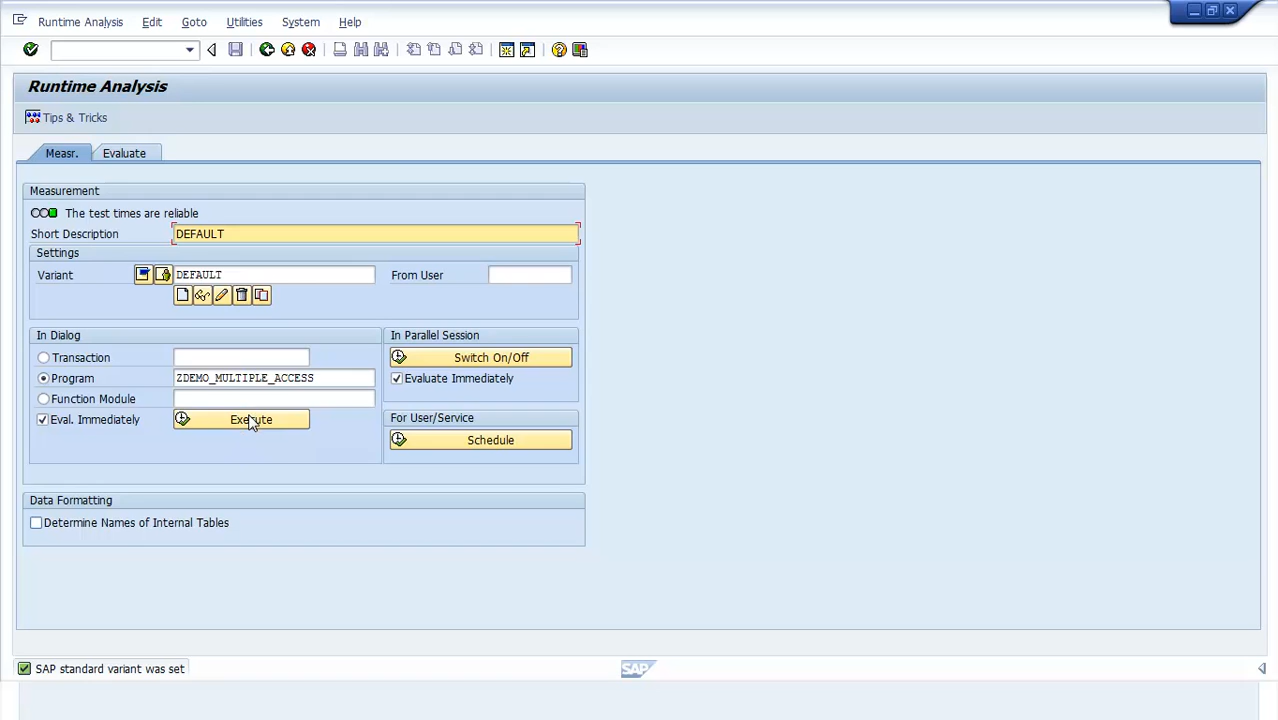 Runtime Analysis Edit Goto Utilities System Help
Runtime Analysis
Tips & Tricks
Measr. Evaluate
Measurement
The test times are reliable
Short Description DEFAULT
Settings
Variant DEFAULT From User
In Dialog In Parallel Session
Transaction Switch On/Off
Program ZDEMO_MULTIPLE_ACCESS Evaluate Immediately
Function Module
Eval. Immediately Execute For User/Service
Schedule
Data Formatting
Determine Names of Internal Tables
SAP standard variant was set SAP